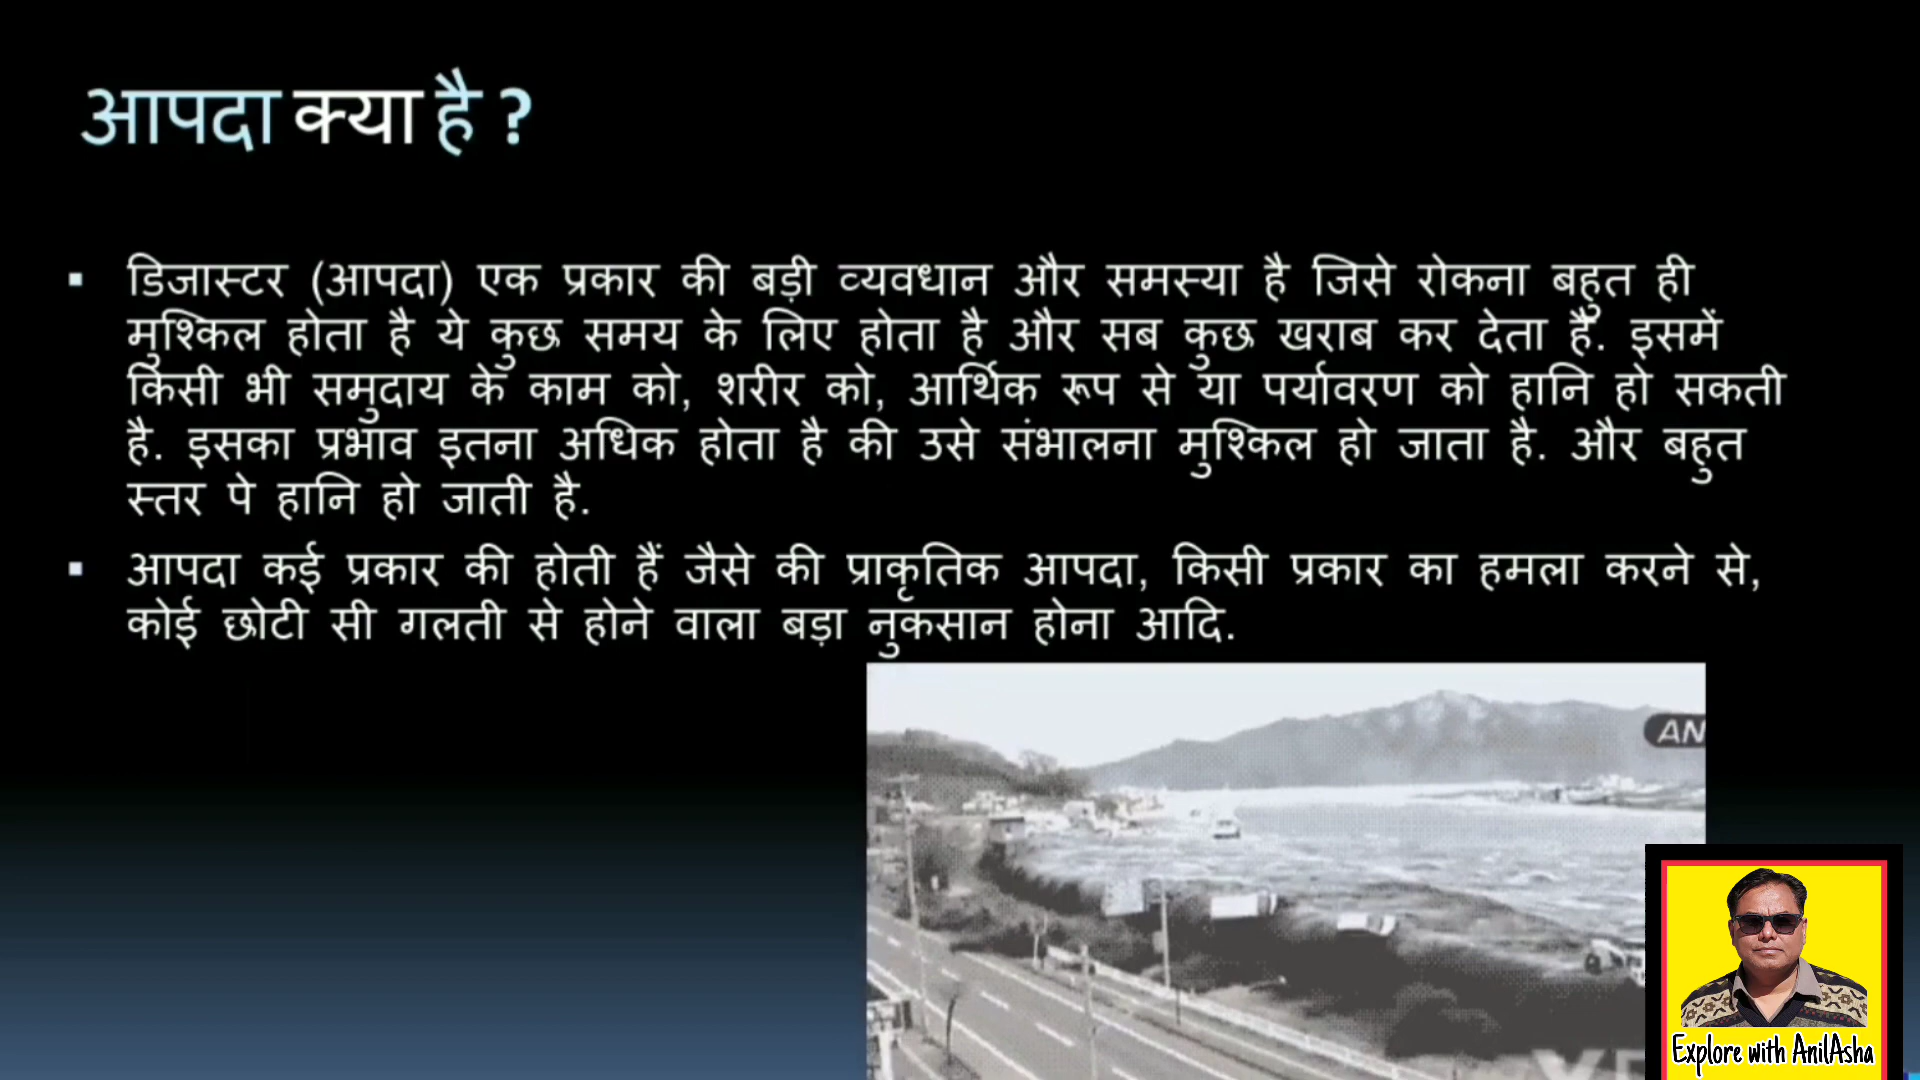 आपदा क्या है ?
▪ डिजास्टर (आपदा) एक प्रकार की बड़ी व्यवधान और समस्या है जिसे रोकना बहुत ही
मुश्किल होता है ये कुछ समय के लिए होता है और सब कुछ खराब कर देता है. इसमें
किसी भी समुदाय के काम को, शरीर को, आर्थिक रूप से या पर्यावरण को हानि हो सकती
है. इसका प्रभाव इतना अधिक होता है की उसे संभालना मुश्किल हो जाता है. और बहुत
स्तर पे हानि हो जाती है.
▪ आपदा कई प्रकार की होती हैं जैसे की प्राकृतिक आपदा, किसी प्रकार का हमला करने से,
कोई छोटी सी गलती से होने वाला बड़ा नुकसान होना आदि.
AN
Explore with AnilAsha